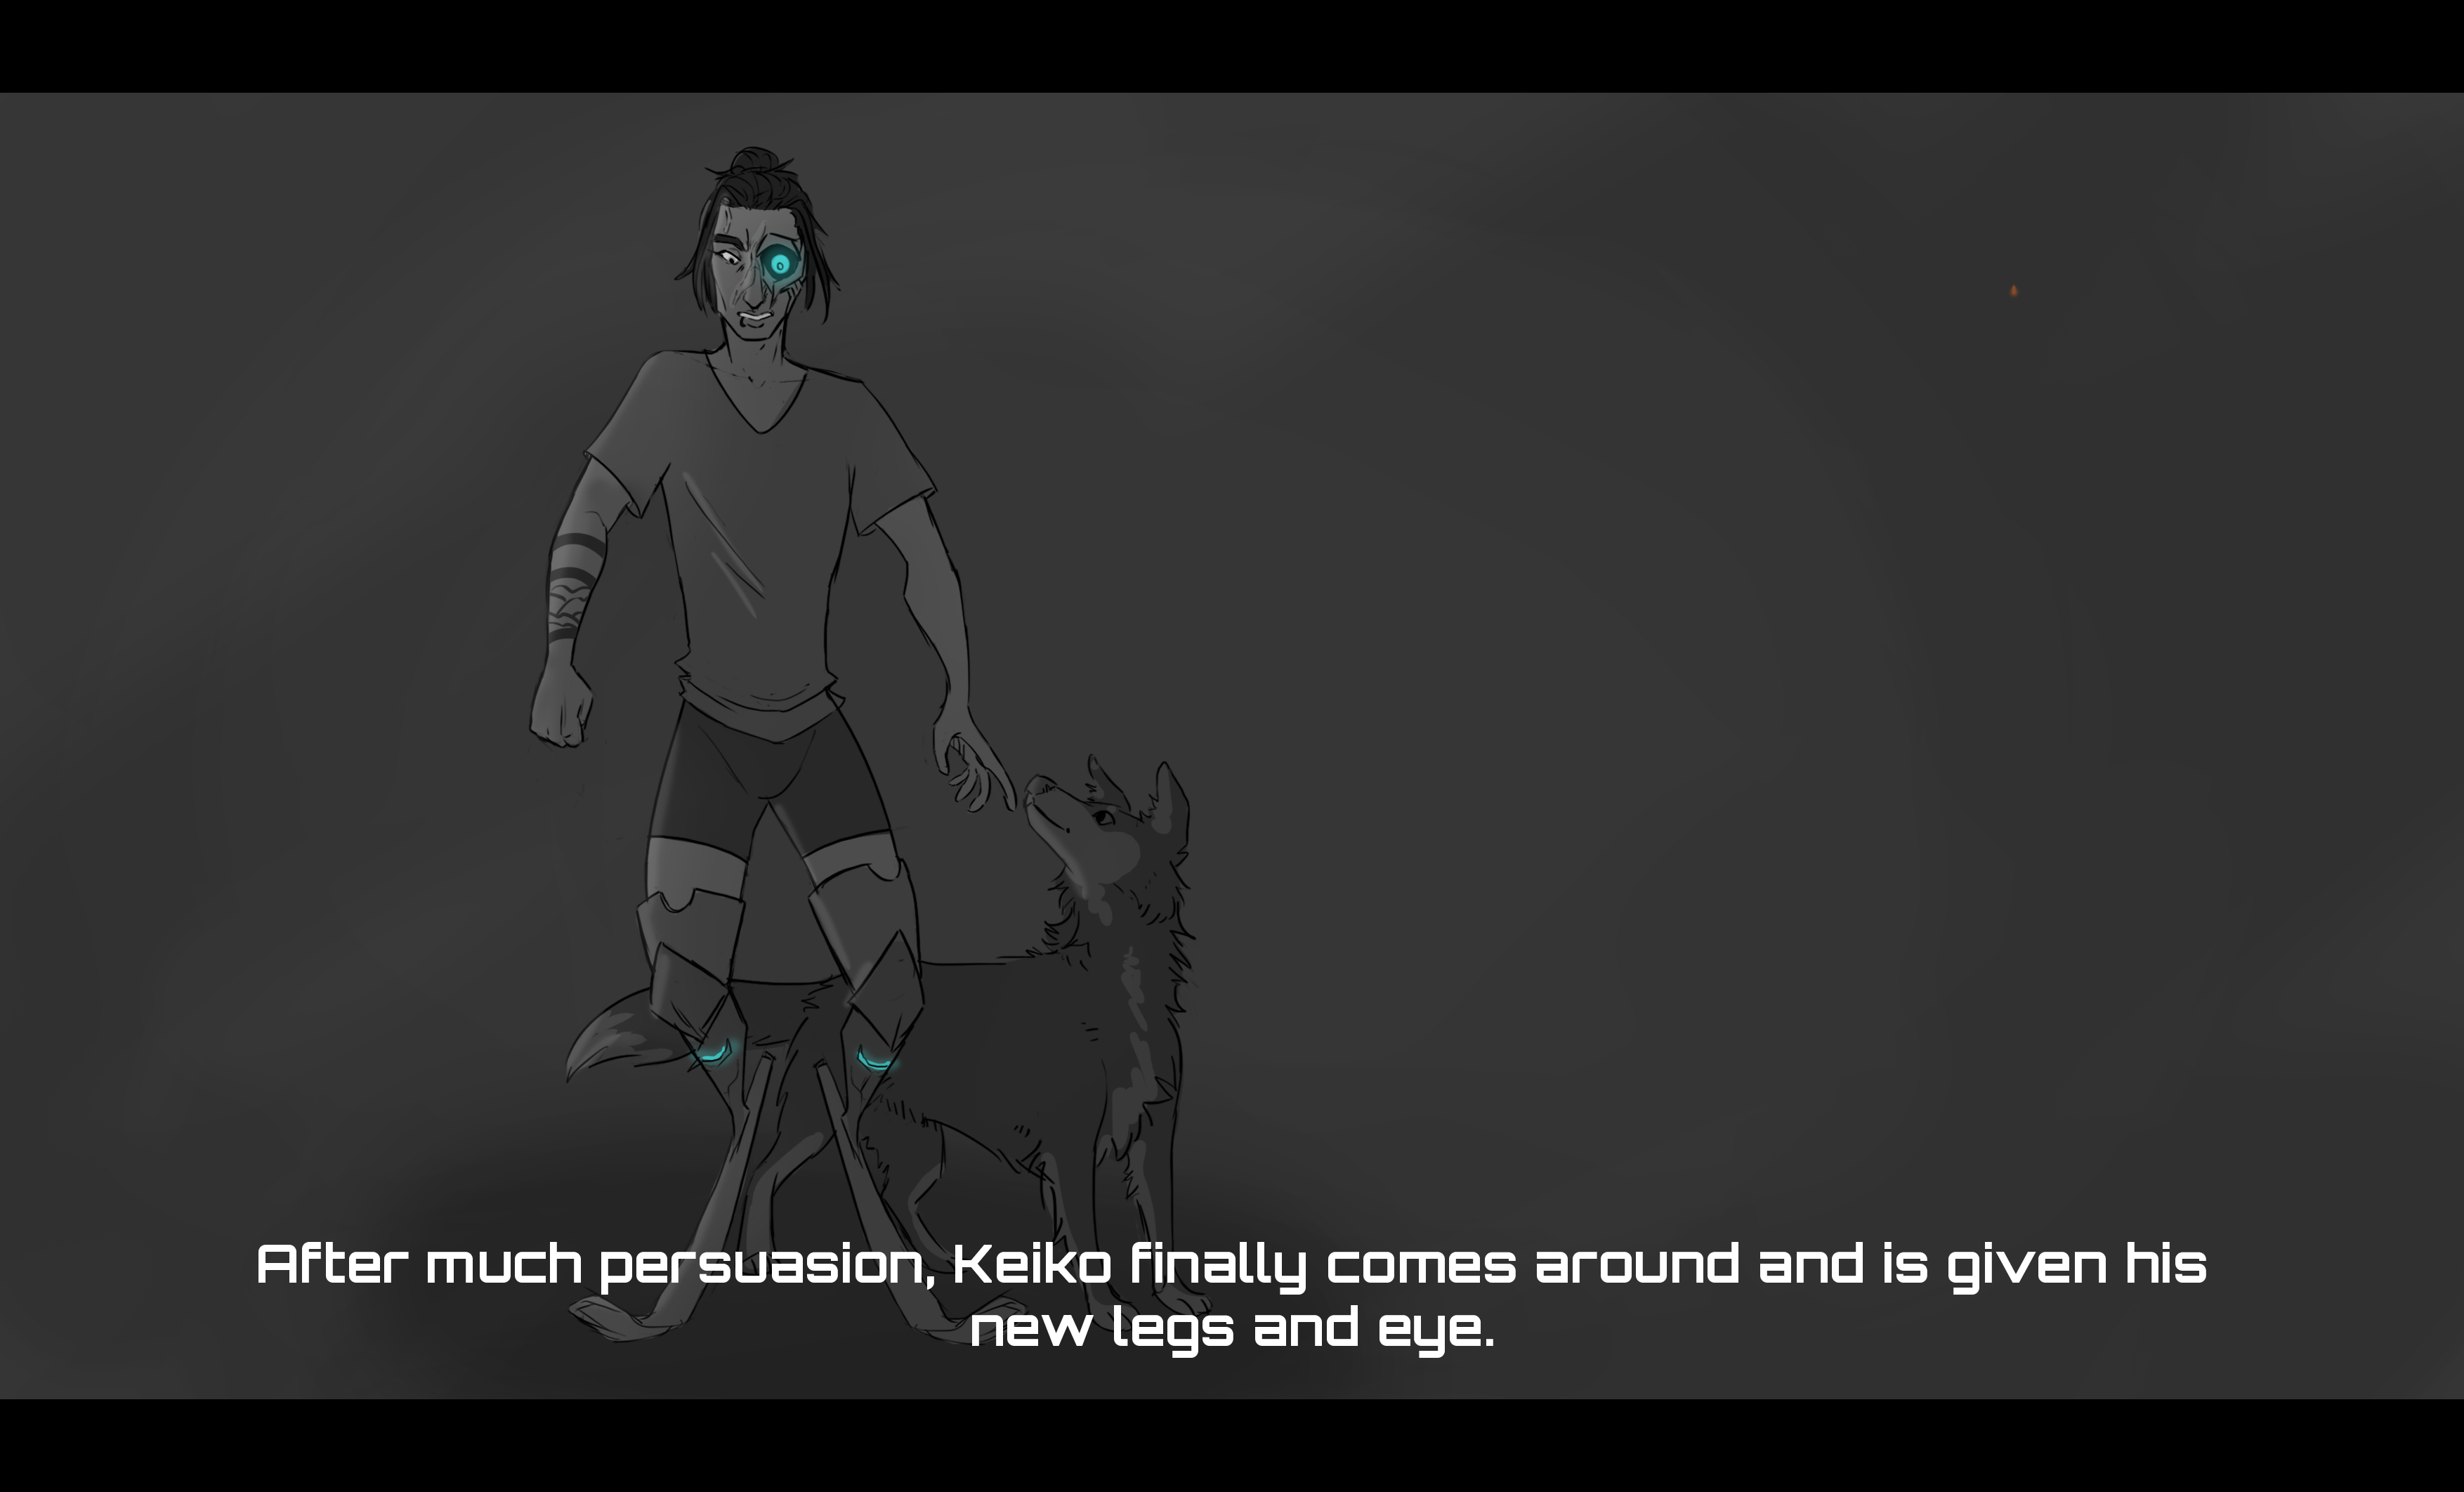 After much persuasion, Keiko finally comes around and is given his
new legs and eye.